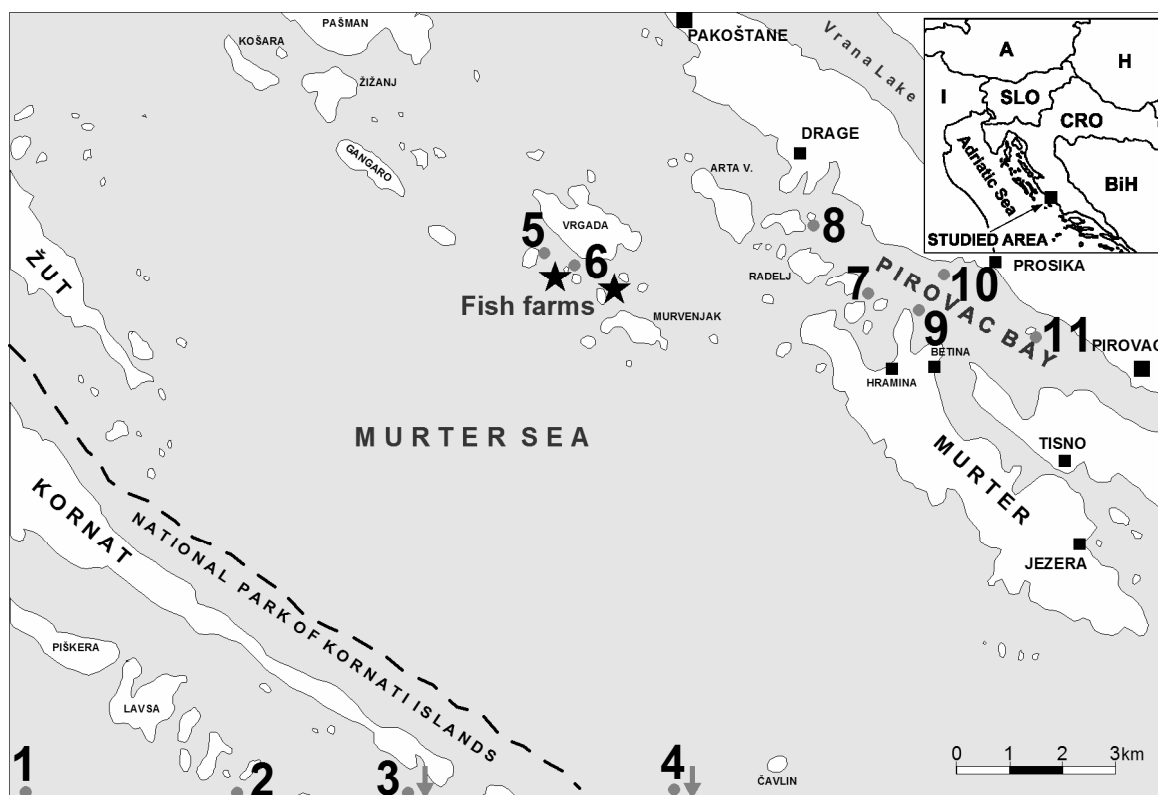 PAŠMAN
KOŠARA
ŽIŽANJ
GANGARO
PAKOŠTANE
Vrana Lake
DRAGE
ARTA V.
A
H
I
SLO
CRO
Adriatic Sea
BiH
STUDIED AREA
VRGADA
5
6
8
RADELJ
7
PIROVAC BAY
10
PROSIKA
ŽUT
Fish farms
MURVENJAK
9
BETINA
11
PIROVAC
HRAMINA
MURTER SEA
MURTER
TISNO
JEZERA
KORNAT
NATIONAL PARK OF KORNATI ISLANDS
PIŠKERA
LAVSA
1
2
3
4
ČAVLIN
0 1 2 3 km